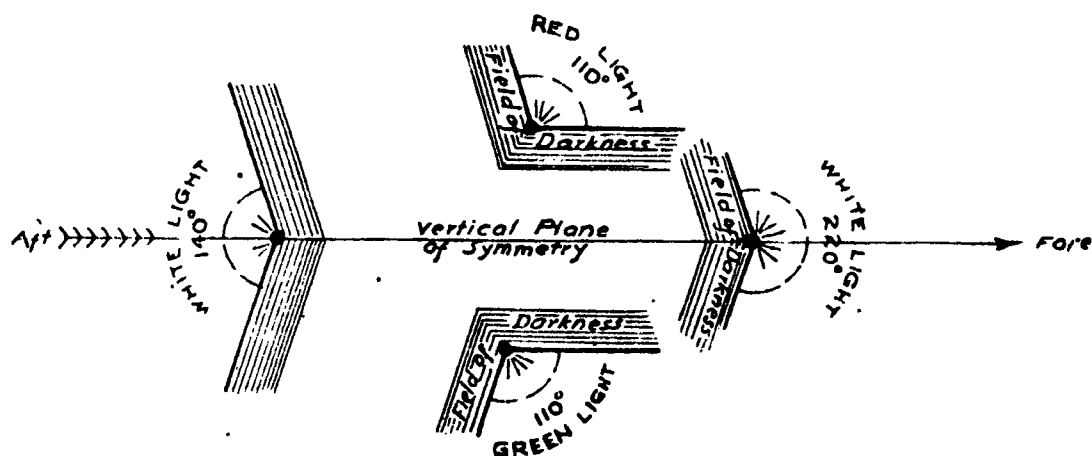 RED LIGHT
110°
Field of
Darkness
WHITE LIGHT
140°
Aft
Vertical Plane
of Symmetry
Field of
Darkness
WHITE LIGHT
220°
Fore
Darkness
Field of
110°
GREEN LIGHT